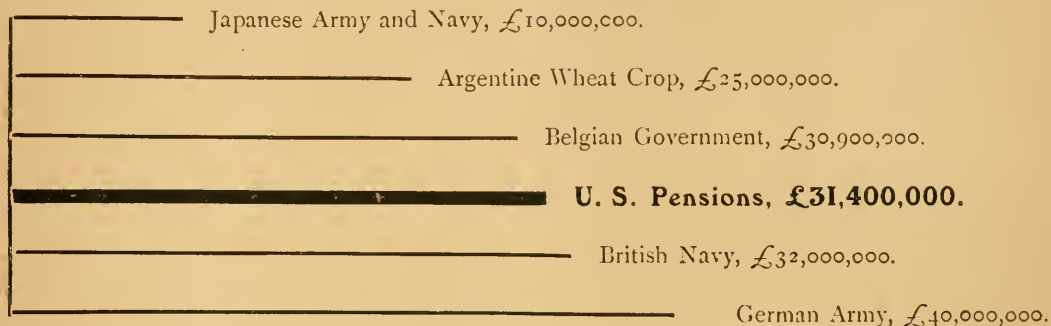 Japanese Army and Navy, £10,000,000.
Argentine Wheat Crop, £25,000,000.
Belgian Government, £30,900,000.
U. S. Pensions, £31,400,000.
British Navy, £32,000,000.
German Army, £40,000,000.